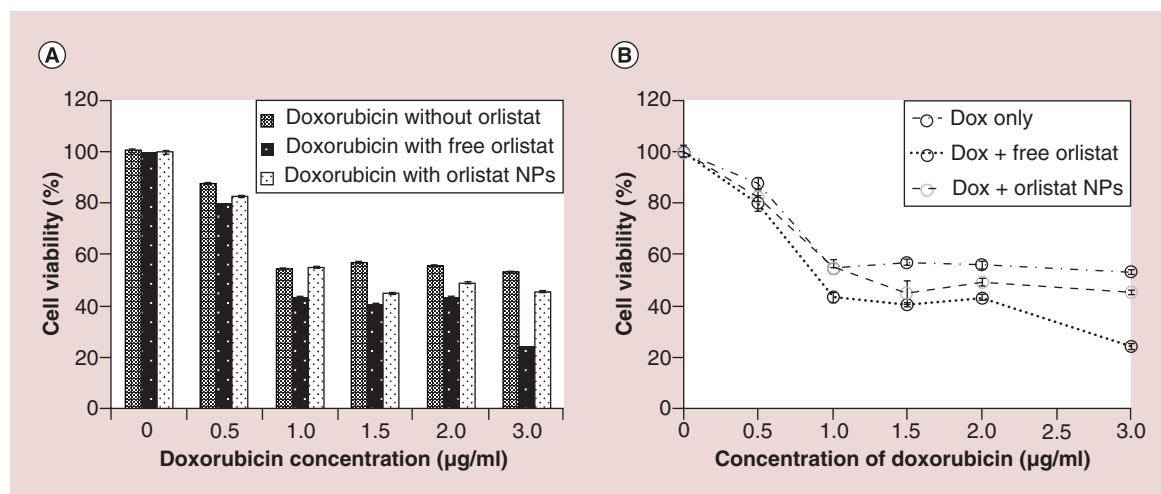 A
120
100
80
60
40
20
0
Cell viability (%)
Doxorubicin without orlistat
Doxorubicin with free orlistat
Doxorubicin with orlistat NPs
0 0.5 1.0 1.5 2.0 3.0
Doxorubicin concentration (µg/ml)
B
120
100
80
60
40
20
0
Cell viability (%)
Dox only
Dox + free orlistat
Dox + orlistat NPs
0 0.5 1.0 1.5 2.0 2.5 3.0
Concentration of doxorubicin (µg/ml)